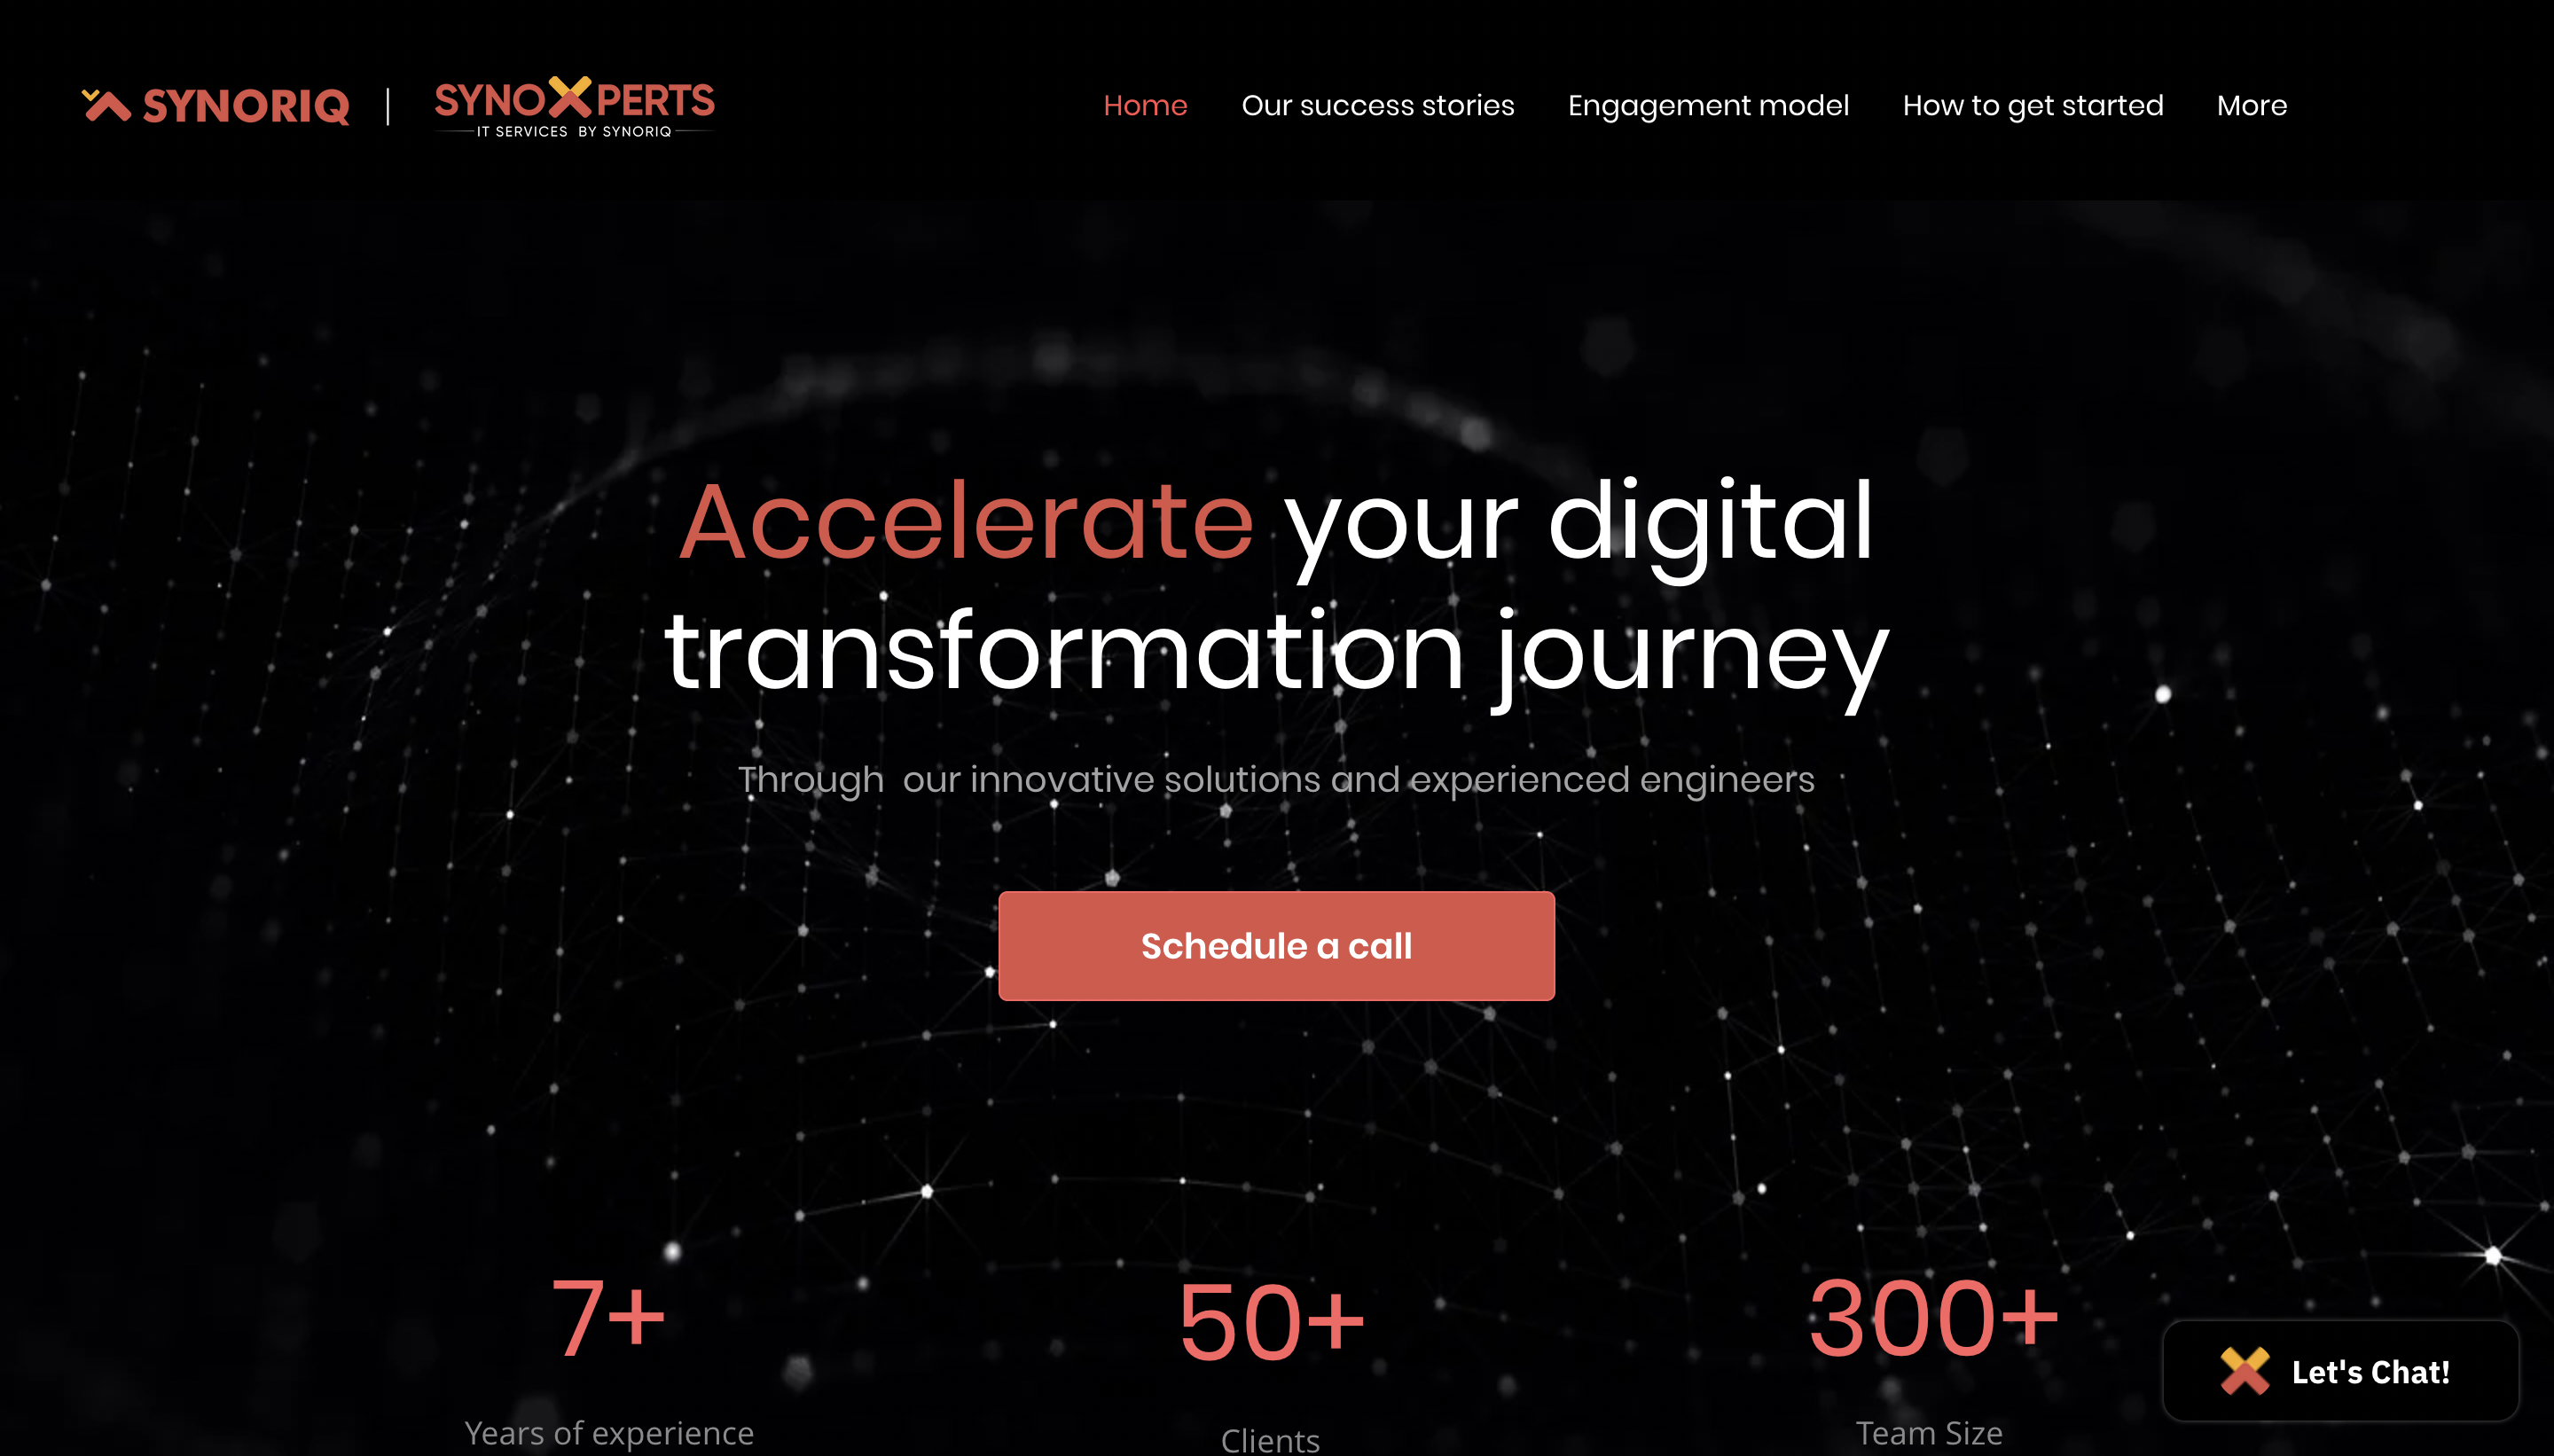 SYNORIQ
SYNOXPERTS
IT SERVICES BY SYNORIQ
Home
Our success stories
Engagement model
How to get started
More
Accelerate your digital
transformation journey
Through our innovative solutions and experienced engineers
Schedule a call
7+
50+
300+
Years of experience
Clients
Team Size
Let's Chat!